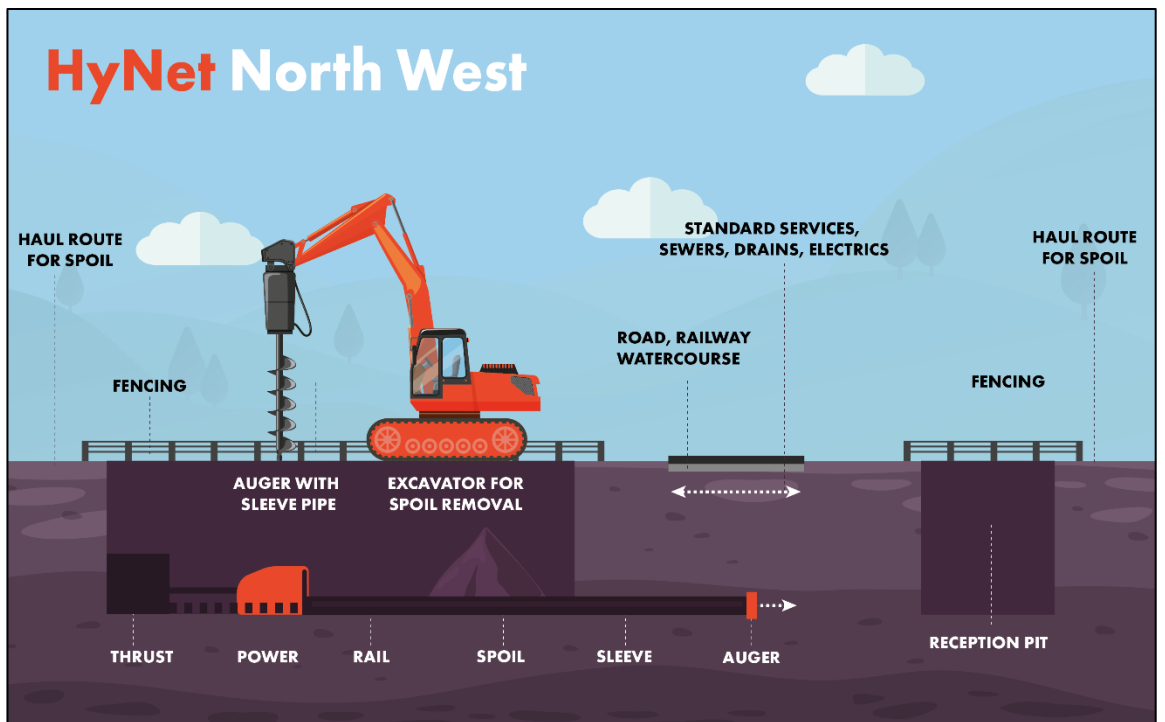 HyNet North West
HAUL ROUTE
FOR SPOIL
STANDARD SERVICES,
SEWERS, DRAINS, ELECTRICS
HAUL ROUTE
FOR SPOIL
ROAD, RAILWAY
WATERCOURSE
FENCING
FENCING
AUGER WITH
SLEEVE PIPE
EXCAVATOR FOR
SPOIL REMOVAL
THRUST
POWER
RAIL
SPOIL
SLEEVE
AUGER
RECEPTION PIT